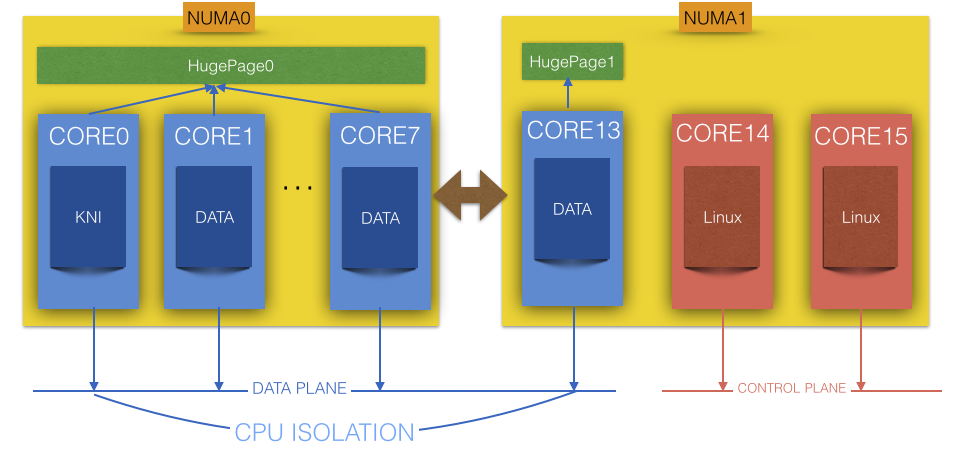 NUMA0
NUMA1
HugePage0
HugePage1
CORE0
CORE1
CORE7
CORE13
CORE14
CORE15
...
KNI
DATA
DATA
DATA
Linux
Linux
DATA PLANE
CONTROL PLANE
CPU ISOLATION